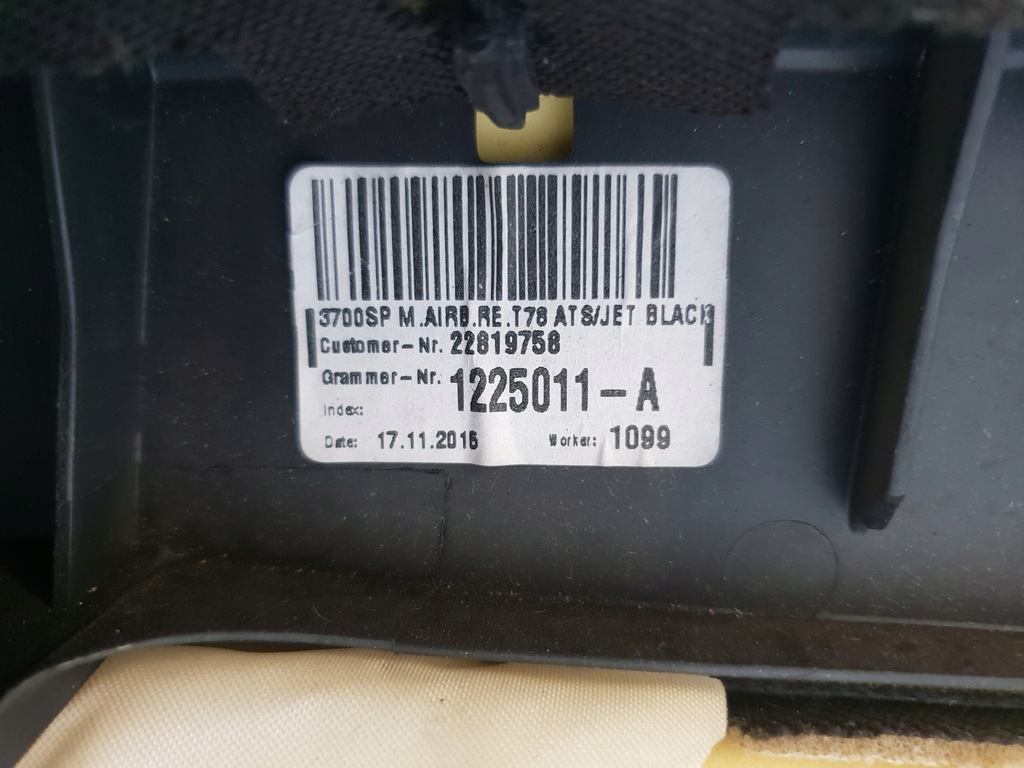 3700SP M.AIRB.RE.T78 ATS/JET BLACK
Customer-Nr. 22819758
Grammer-Nr. 1225011-A
Index:
Date: 17.11.2015 Worker: 1099